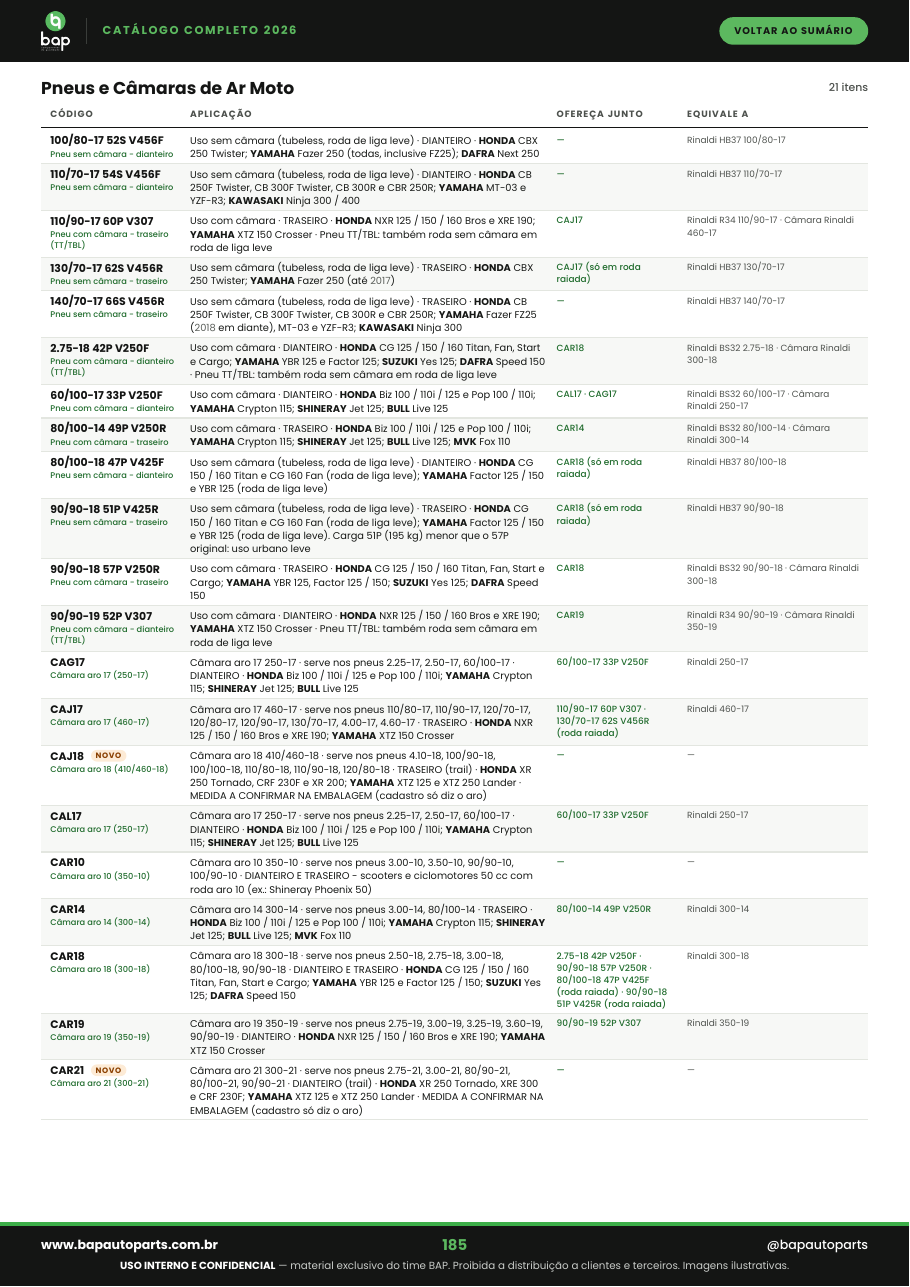 bap
CATÁLOGO COMPLETO 2026
VOLTAR AO SUMÁRIO
Pneus e Câmaras de Ar Moto
21 itens
CÓDIGO
APLICAÇÃO
OFEREÇA JUNTO
EQUIVALE A
100/80-17 52S V456F
Pneu sem câmara - dianteiro
Uso sem câmara (tubeless, roda de liga leve) · DIANTEIRO · HONDA CBX
250 Twister; YAMAHA Fazer 250 (todas, inclusive FZ25); DAFRA Next 250
—
Rinaldi HB37 100/80-17
110/70-17 54S V456F
Pneu sem câmara - dianteiro
Uso sem câmara (tubeless, roda de liga leve) · DIANTEIRO · HONDA CB
250F Twister, CB 300F Twister, CB 300R e CBR 250R; YAMAHA MT-03 e
YZF-R3; KAWASAKI Ninja 300 / 400
—
Rinaldi HB37 110/70-17
110/90-17 60P V307
Pneu com câmara - traseiro
(TT/TBL)
Uso com câmara · TRASEIRO · HONDA NXR 125 / 150 / 160 Bros e XRE 190;
YAMAHA XTZ 150 Crosser · Pneu TT/TBL: também roda sem câmara em
roda de liga leve
CAJ17
Rinaldi R34 110/90-17 · Câmara Rinaldi
460-17
130/70-17 62S V456R
Pneu sem câmara - traseiro
Uso sem câmara (tubeless, roda de liga leve) · TRASEIRO · HONDA CBX
250 Twister; YAMAHA Fazer 250 (até 2017)
CAJ17 (só em roda
raiada)
Rinaldi HB37 130/70-17
140/70-17 66S V456R
Pneu sem câmara - traseiro
Uso sem câmara (tubeless, roda de liga leve) · TRASEIRO · HONDA CB
250F Twister, CB 300F Twister, CB 300R e CBR 250R; YAMAHA Fazer FZ25
(2018 em diante), MT-03 e YZF-R3; KAWASAKI Ninja 300
—
Rinaldi HB37 140/70-17
2.75-18 42P V250F
Pneu com câmara - dianteiro
(TT/TBL)
Uso com câmara · DIANTEIRO · HONDA CG 125 / 150 / 160 Titan, Fan, Start
e Cargo; YAMAHA YBR 125 e Factor 125; SUZUKI Yes 125; DAFRA Speed 150
· Pneu TT/TBL: também roda sem câmara em roda de liga leve
CAR18
Rinaldi BS32 2.75-18 · Câmara Rinaldi
300-18
60/100-17 33P V250F
Pneu com câmara - dianteiro
Uso com câmara · DIANTEIRO · HONDA Biz 100 / 110i / 125 e Pop 100 / 110i;
YAMAHA Crypton 115; SHINERAY Jet 125; BULL Live 125
CAL17 · CAG17
Rinaldi BS32 60/100-17 · Câmara
Rinaldi 250-17
80/100-14 49P V250R
Pneu com câmara - traseiro
Uso com câmara · TRASEIRO · HONDA Biz 100 / 110i / 125 e Pop 100 / 110i;
YAMAHA Crypton 115; SHINERAY Jet 125; BULL Live 125; MVK Fox 110
CAR14
Rinaldi BS32 80/100-14 · Câmara
Rinaldi 300-14
80/100-18 47P V425F
Pneu sem câmara - dianteiro
Uso sem câmara (tubeless, roda de liga leve) · DIANTEIRO · HONDA CG
150 / 160 Titan e CG 160 Fan (roda de liga leve); YAMAHA Factor 125 / 150
e YBR 125 (roda de liga leve)
CAR18 (só em roda
raiada)
Rinaldi HB37 80/100-18
90/90-18 51P V425R
Pneu sem câmara - traseiro
Uso sem câmara (tubeless, roda de liga leve) · TRASEIRO · HONDA CG
150 / 160 Titan e CG 160 Fan (roda de liga leve); YAMAHA Factor 125 / 150
e YBR 125 (roda de liga leve). Carga 51P (195 kg) menor que o 57P
original: uso urbano leve
CAR18 (só em roda
raiada)
Rinaldi HB37 90/90-18
90/90-18 57P V250R
Pneu com câmara - traseiro
Uso com câmara · TRASEIRO · HONDA CG 125 / 150 / 160 Titan, Fan, Start e
Cargo; YAMAHA YBR 125, Factor 125 / 150; SUZUKI Yes 125; DAFRA Speed
150
CAR18
Rinaldi BS32 90/90-18 · Câmara Rinaldi
300-18
90/90-19 52P V307
Pneu com câmara - dianteiro
(TT/TBL)
Uso com câmara · DIANTEIRO · HONDA NXR 125 / 150 / 160 Bros e XRE 190;
YAMAHA XTZ 150 Crosser · Pneu TT/TBL: também roda sem câmara em
roda de liga leve
CAR19
Rinaldi R34 90/90-19 · Câmara Rinaldi
350-19
CAG17
Câmara aro 17 (250-17)
Câmara aro 17 250-17 · serve nos pneus 2.25-17, 2.50-17, 60/100-17 ·
DIANTEIRO · HONDA Biz 100 / 110i / 125 e Pop 100 / 110i; YAMAHA Crypton
115; SHINERAY Jet 125; BULL Live 125
60/100-17 33P V250F
Rinaldi 250-17
CAJ17
Câmara aro 17 (460-17)
Câmara aro 17 460-17 · serve nos pneus 110/80-17, 110/90-17, 120/70-17,
120/80-17, 120/90-17, 130/70-17, 4.00-17, 4.60-17 · TRASEIRO · HONDA NXR
125 / 150 / 160 Bros e XRE 190; YAMAHA XTZ 150 Crosser
110/90-17 60P V307 ·
130/70-17 62S V456R
(roda raiada)
Rinaldi 460-17
CAJ18 NOVO
Câmara aro 18 (410/460-18)
Câmara aro 18 410/460-18 · serve nos pneus 4.10-18, 100/90-18,
100/100-18, 110/80-18, 110/90-18, 120/80-18 · TRASEIRO (trail) · HONDA XR
250 Tornado, CRF 230F e XR 200; YAMAHA XTZ 125 e XTZ 250 Lander ·
MEDIDA A CONFIRMAR NA EMBALAGEM (cadastro só diz o aro)
—
—
CAL17
Câmara aro 17 (250-17)
Câmara aro 17 250-17 · serve nos pneus 2.25-17, 2.50-17, 60/100-17 ·
DIANTEIRO · HONDA Biz 100 / 110i / 125 e Pop 100 / 110i; YAMAHA Crypton
115; SHINERAY Jet 125; BULL Live 125
60/100-17 33P V250F
Rinaldi 250-17
CAR10
Câmara aro 10 (350-10)
Câmara aro 10 350-10 · serve nos pneus 3.00-10, 3.50-10, 90/90-10,
100/90-10 · DIANTEIRO E TRASEIRO - scooters e ciclomotores 50 cc com
roda aro 10 (ex.: Shineray Phoenix 50)
—
—
CAR14
Câmara aro 14 (300-14)
Câmara aro 14 300-14 · serve nos pneus 3.00-14, 80/100-14 · TRASEIRO ·
HONDA Biz 100 / 110i / 125 e Pop 100 / 110i; YAMAHA Crypton 115; SHINERAY
Jet 125; BULL Live 125; MVK Fox 110
80/100-14 49P V250R
Rinaldi 300-14
CAR18
Câmara aro 18 (300-18)
Câmara aro 18 300-18 · serve nos pneus 2.50-18, 2.75-18, 3.00-18,
80/100-18, 90/90-18 · DIANTEIRO E TRASEIRO · HONDA CG 125 / 150 / 160
Titan, Fan, Start e Cargo; YAMAHA YBR 125 e Factor 125 / 150; SUZUKI Yes
125; DAFRA Speed 150
2.75-18 42P V250F ·
90/90-18 57P V250R ·
80/100-18 47P V425F
(roda raiada) · 90/90-18
51P V425R (roda raiada)
Rinaldi 300-18
CAR19
Câmara aro 19 (350-19)
Câmara aro 19 350-19 · serve nos pneus 2.75-19, 3.00-19, 3.25-19, 3.60-19,
90/90-19 · DIANTEIRO · HONDA NXR 125 / 150 / 160 Bros e XRE 190; YAMAHA
XTZ 150 Crosser
90/90-19 52P V307
Rinaldi 350-19
CAR21 NOVO
Câmara aro 21 (300-21)
Câmara aro 21 300-21 · serve nos pneus 2.75-21, 3.00-21, 80/90-21,
80/100-21, 90/90-21 · DIANTEIRO (trail) · HONDA XR 250 Tornado, XRE 300
e CRF 230F; YAMAHA XTZ 125 e XTZ 250 Lander · MEDIDA A CONFIRMAR NA
EMBALAGEM (cadastro só diz o aro)
—
—
www.bapautoparts.com.br
185
@bapautoparts
USO INTERNO E CONFIDENCIAL — material exclusivo do time BAP. Proibida a distribuição a clientes e terceiros. Imagens ilustrativas.